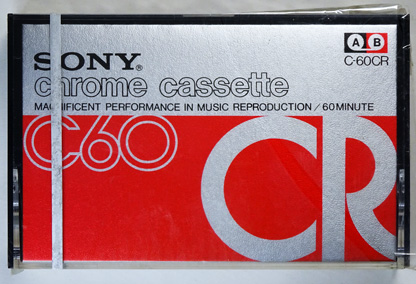 SONY®
A B
C-60CR
chrome cassette
MAGNIFICENT PERFORMANCE IN MUSIC REPRODUCTION / 60 MINUTE
C60
CR